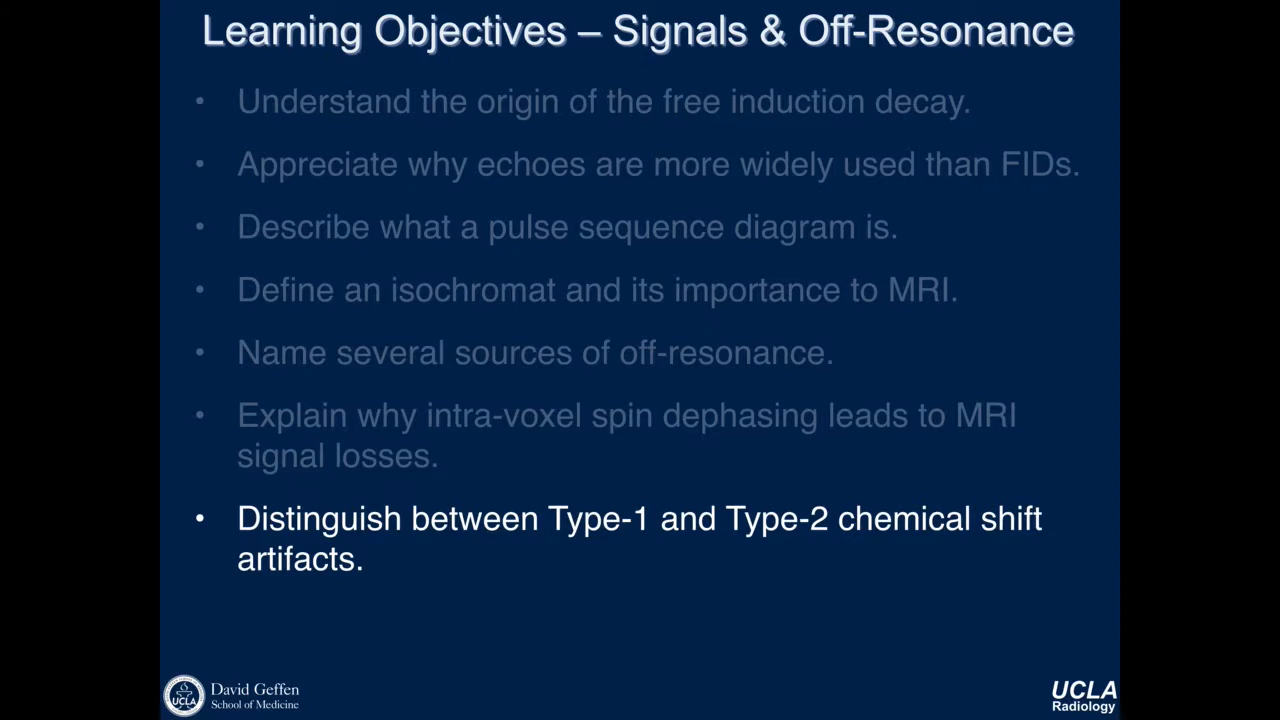 Learning Objectives – Signals & Off-Resonance
• Understand the origin of the free induction decay.
• Appreciate why echoes are more widely used than FIDs.
• Describe what a pulse sequence diagram is.
• Define an isochromat and its importance to MRI.
• Name several sources of off-resonance.
• Explain why intra-voxel spin dephasing leads to MRI
signal losses.
• Distinguish between Type-1 and Type-2 chemical shift
artifacts.
UCLA
David Geffen
School of Medicine
UCLA
Radiology